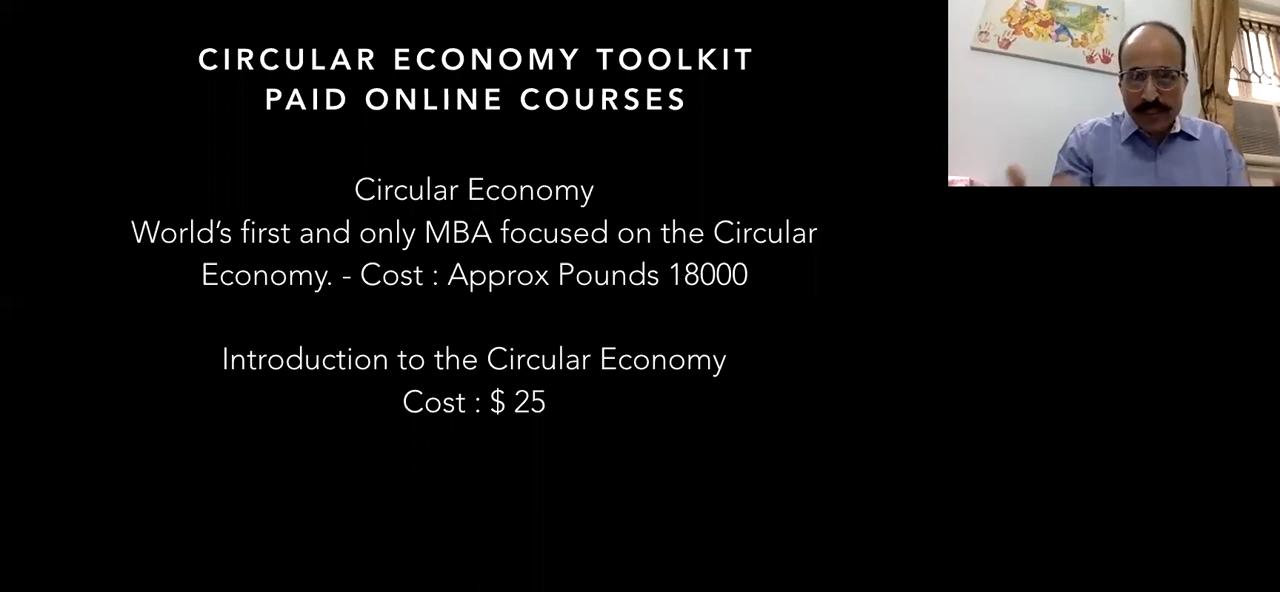 CIRCULAR ECONOMY TOOLKIT
PAID ONLINE COURSES
Circular Economy
World's first and only MBA focused on the Circular
Economy. - Cost : Approx Pounds 18000
Introduction to the Circular Economy
Cost : $ 25